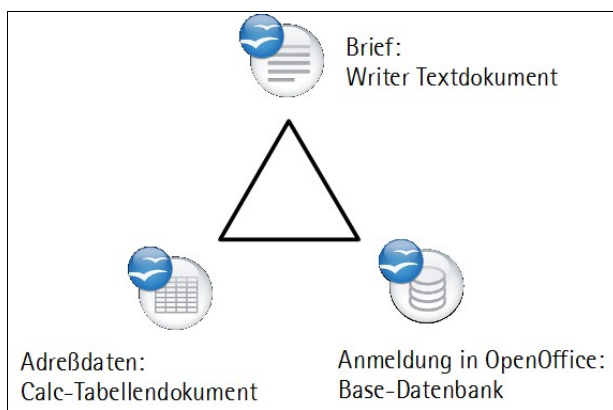 Brief:
Writer Textdokument
Adreßdaten:
Calc-Tabellendokument
Anmeldung in OpenOffice:
Base-Datenbank